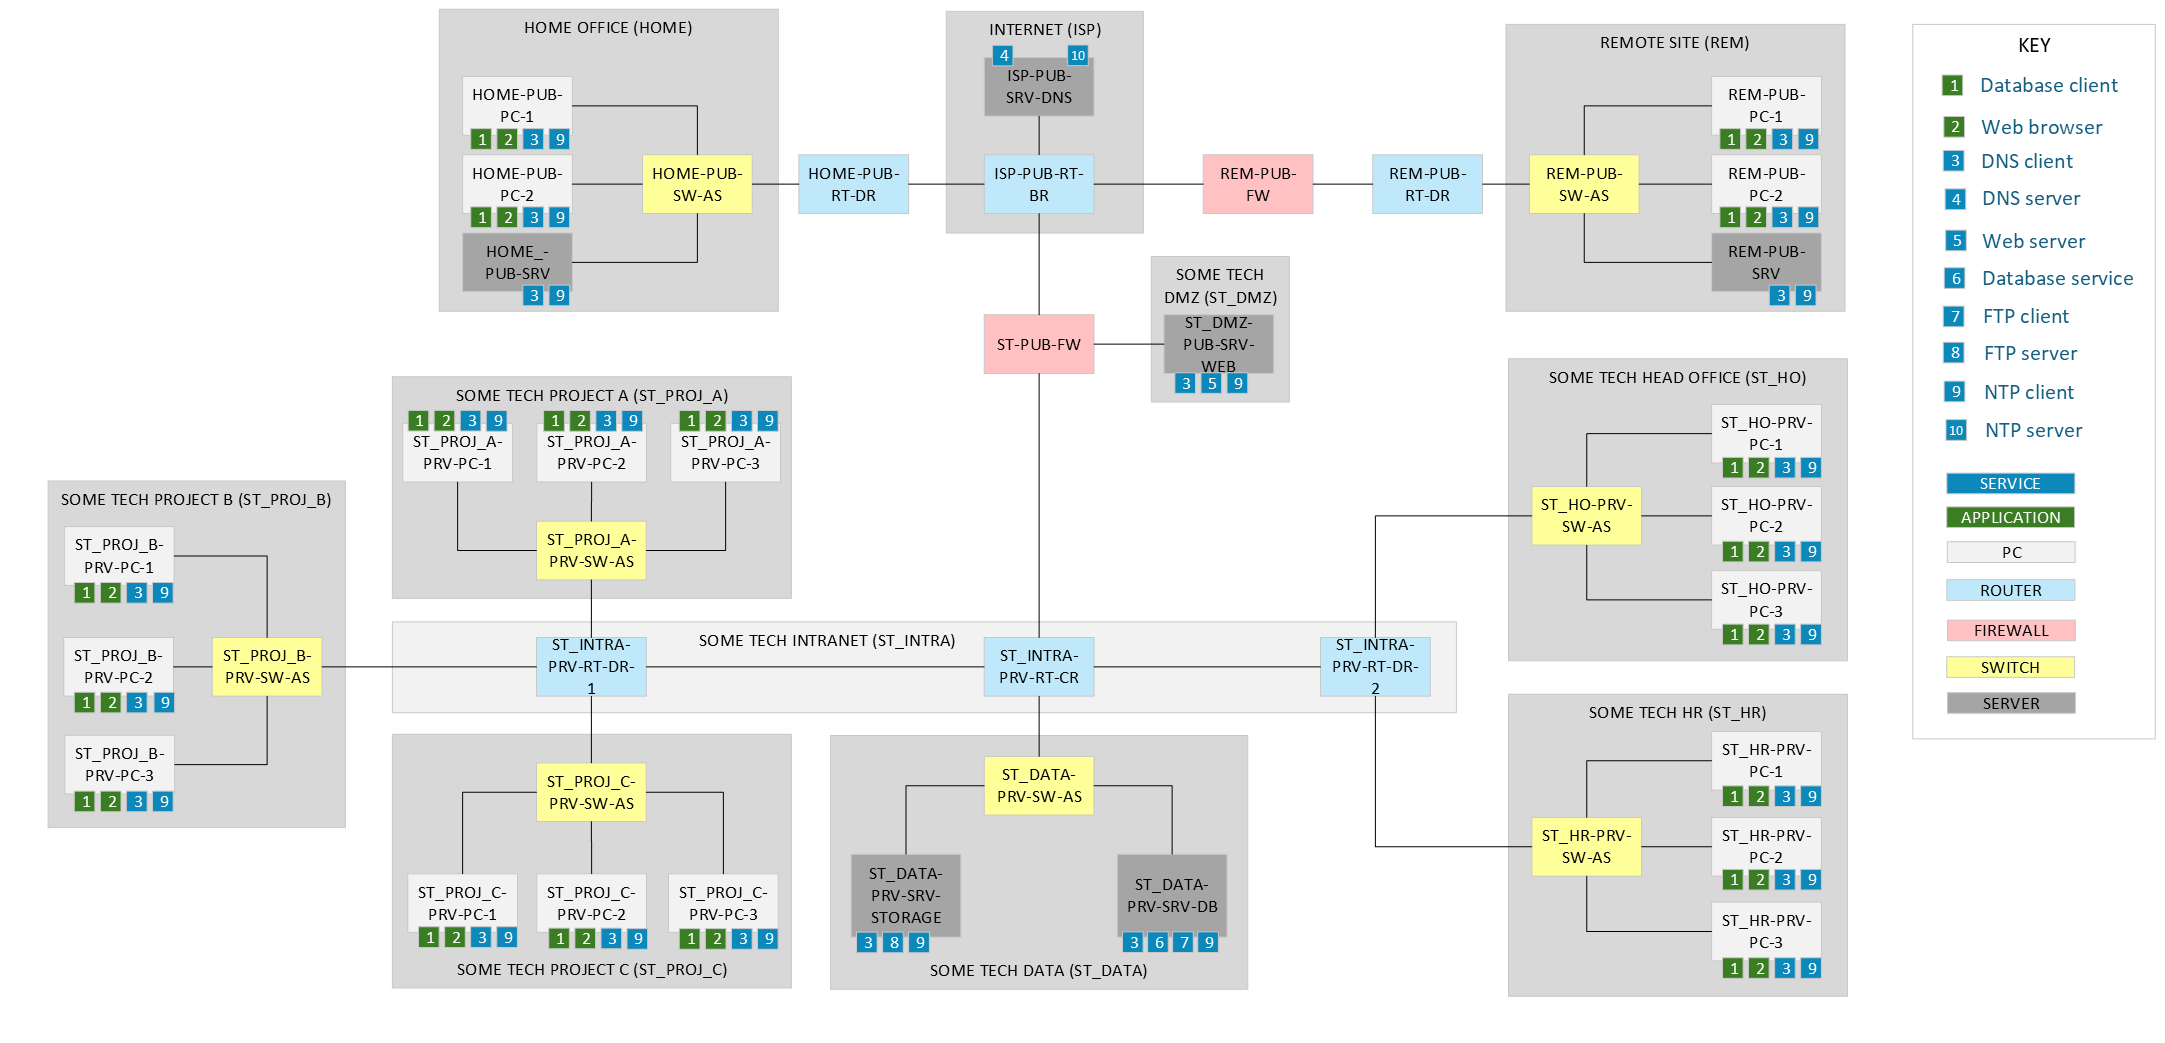 HOME OFFICE (HOME)
HOME-PUB-
PC-1
1 2 3 9
HOME-PUB-
PC-2
1 2 3 9
HOME_-
PUB-SRV
3 9
HOME-PUB-
SW-AS
HOME-PUB-
RT-DR
INTERNET (ISP)
4 10
ISP-PUB-
SRV-DNS
ISP-PUB-RT-
BR
REM-PUB-
FW
REM-PUB-
RT-DR
REMOTE SITE (REM)
REM-PUB-
SW-AS
REM-PUB-
PC-1
1 2 3 9
REM-PUB-
PC-2
1 2 3 9
REM-PUB-
SRV
3 9
ST-PUB-FW
SOME TECH
DMZ (ST_DMZ)
ST_DMZ-
PUB-SRV-
WEB
3 5 9
SOME TECH PROJECT A (ST_PROJ_A)
1 2 3 9
ST_PROJ_A-
PRV-PC-1
1 2 3 9
ST_PROJ_A-
PRV-PC-2
1 2 3 9
ST_PROJ_A-
PRV-PC-3
ST_PROJ_A-
PRV-SW-AS
SOME TECH PROJECT B (ST_PROJ_B)
ST_PROJ_B-
PRV-PC-1
1 2 3 9
ST_PROJ_B-
PRV-PC-2
1 2 3 9
ST_PROJ_B-
PRV-PC-3
1 2 3 9
ST_PROJ_B-
PRV-SW-AS
SOME TECH INTRANET (ST_INTRA)
ST_INTRA-
PRV-RT-DR-
1
ST_INTRA-
PRV-RT-CR
ST_INTRA-
PRV-RT-DR-
2
ST_PROJ_C-
PRV-SW-AS
ST_PROJ_C-
PRV-PC-1
1 2 3 9
ST_PROJ_C-
PRV-PC-2
1 2 3 9
ST_PROJ_C-
PRV-PC-3
1 2 3 9
SOME TECH PROJECT C (ST_PROJ_C)
ST_DATA-
PRV-SW-AS
ST_DATA-
PRV-SRV-
STORAGE
3 8 9
ST_DATA-
PRV-SRV-DB
3 6 7 9
SOME TECH DATA (ST_DATA)
SOME TECH HEAD OFFICE (ST_HO)
ST_HO-PRV-
SW-AS
ST_HO-PRV-
PC-1
1 2 3 9
ST_HO-PRV-
PC-2
1 2 3 9
ST_HO-PRV-
PC-3
1 2 3 9
SOME TECH HR (ST_HR)
ST_HR-PRV-
SW-AS
ST_HR-PRV-
PC-1
1 2 3 9
ST_HR-PRV-
PC-2
1 2 3 9
ST_HR-PRV-
PC-3
1 2 3 9
KEY
1 Database client
2 Web browser
3 DNS client
4 DNS server
5 Web server
6 Database service
7 FTP client
8 FTP server
9 NTP client
10 NTP server
SERVICE
APPLICATION
PC
ROUTER
FIREWALL
SWITCH
SERVER